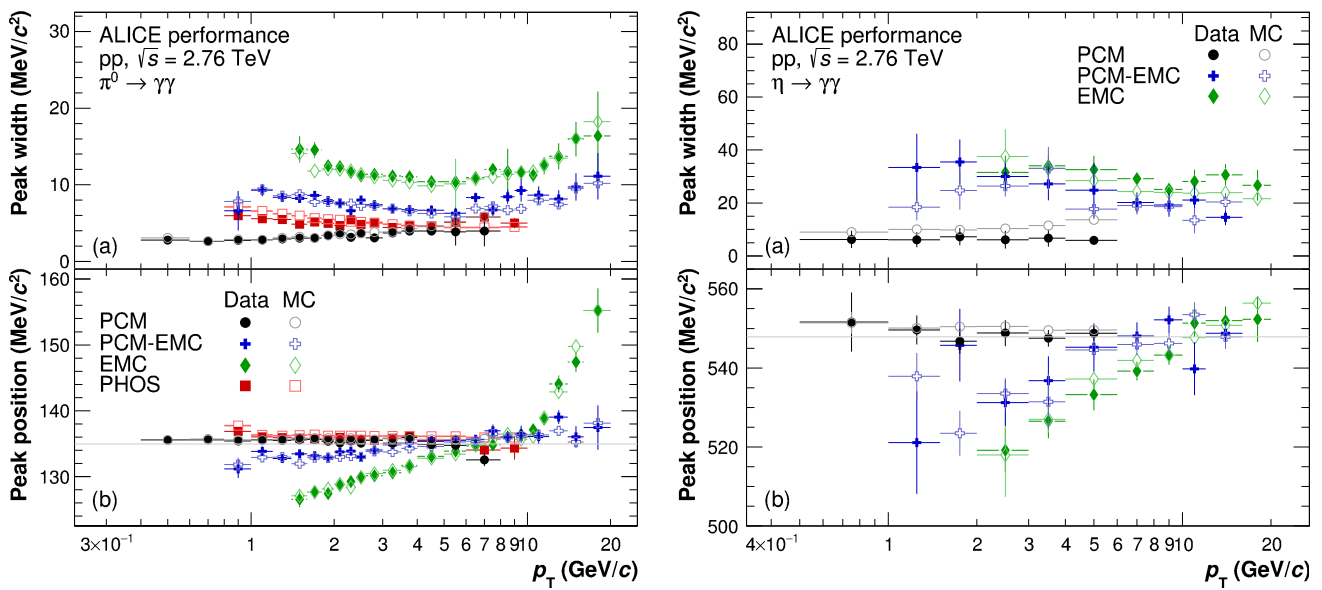 Peak width (MeV/c²)
30
20
10
0
ALICE performance
pp, √s = 2.76 TeV
π⁰ → γγ
(a)
Peak position (MeV/c²)
160
150
140
130
Data MC
PCM
PCM-EMC
EMC
PHOS
(b)
3×10⁻¹ 1 2 3 4 5 6 7 8 910 20
p_T (GeV/c)
Peak width (MeV/c²)
80
60
40
20
0
ALICE performance
pp, √s = 2.76 TeV
η → γγ
Data MC
PCM
PCM-EMC
EMC
(a)
Peak position (MeV/c²)
560
540
520
500
(b)
4×10⁻¹ 1 2 3 4 5 6 7 8 910 20
p_T (GeV/c)